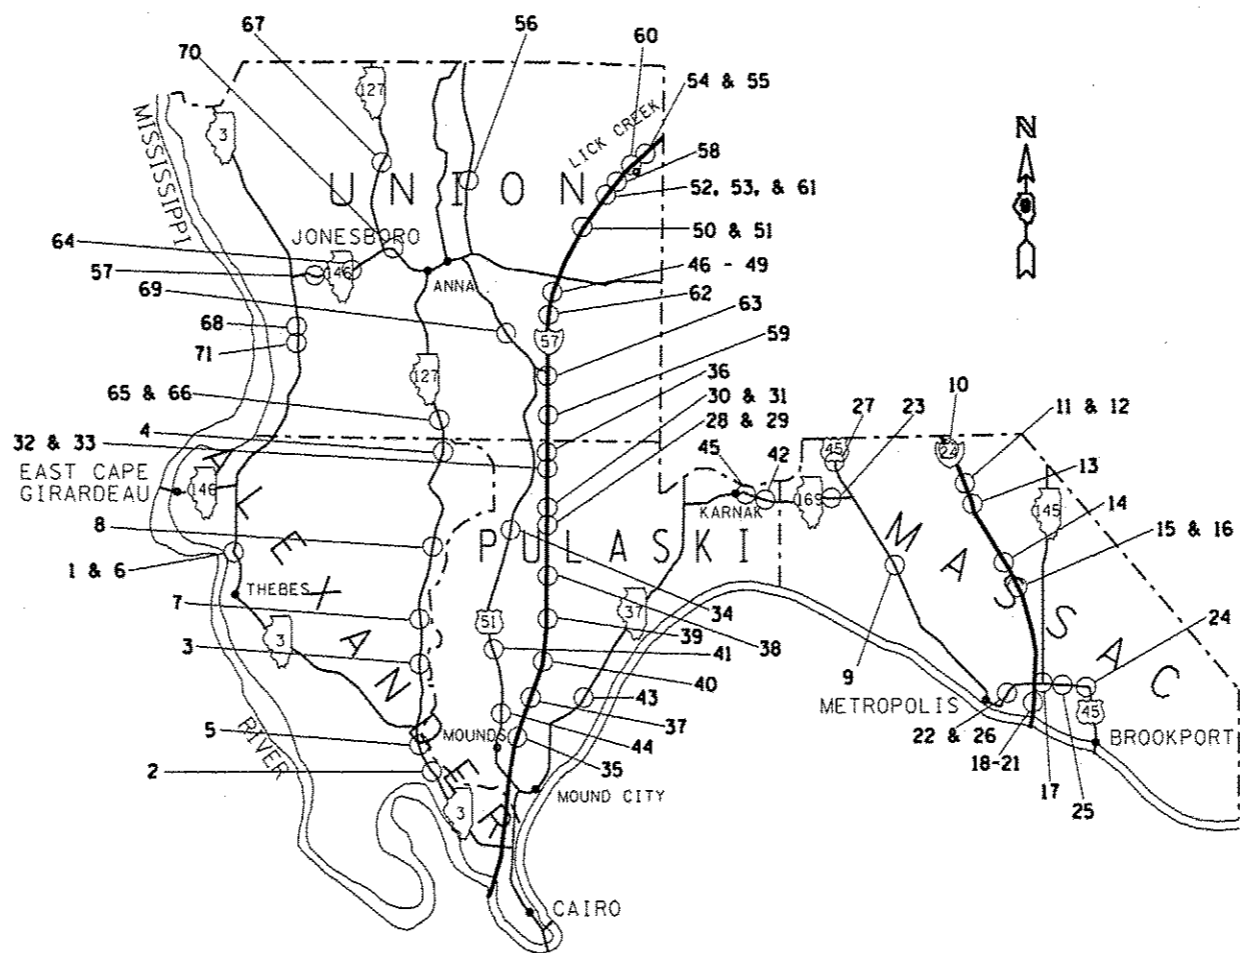 67
56
60
70
54 & 55
127
3
MISSISSIPPI
LICK CREEK
N
58
UNION
52, 53, & 61
50 & 51
64
JONESBORO
146
57
ANNA
46 - 49
69
62
68
57
63
71
59
127
36
65 & 66
30 & 31
10
4
28 & 29
27
23
11 & 12
32 & 33
45
42
45
24
13
EAST CAPE
GIRARDEAU
146
KARNAK
169
145
14
8
PULASKI
MASSAC
15 & 16
1 & 6
THEBES
ALEXANDER
7
51
37
34
24
3
39
3
41
38
9
40
43
METROPOLIS
45
37
22 & 26
5
MOUNDS
44
BROOKPORT
RIVER
35
18-21
2
17
25
3
MOUND CITY
CAIRO